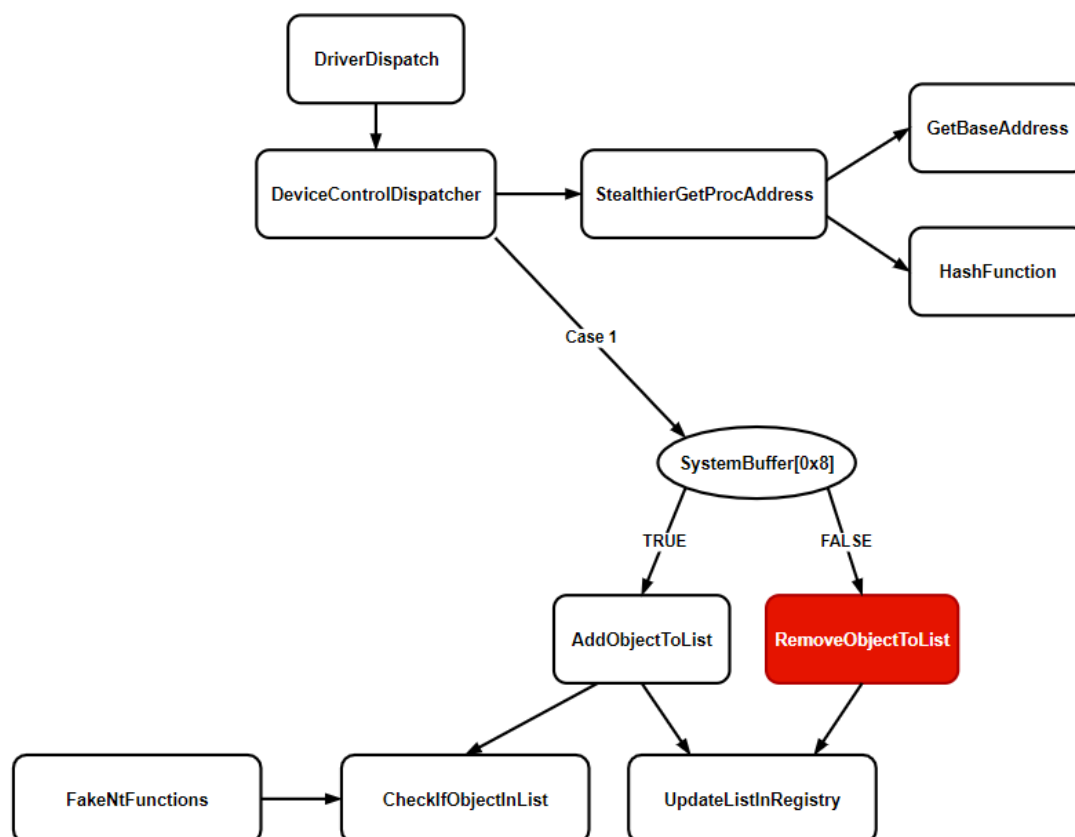 DriverDispatch
GetBaseAddress
DeviceControlDispatcher
StealthierGetProcAddress
HashFunction
Case 1
SystemBuffer[0x8]
TRUE
FALSE
AddObjectToList
RemoveObjectToList
FakeNtFunctions
CheckIfObjectInList
UpdateListInRegistry